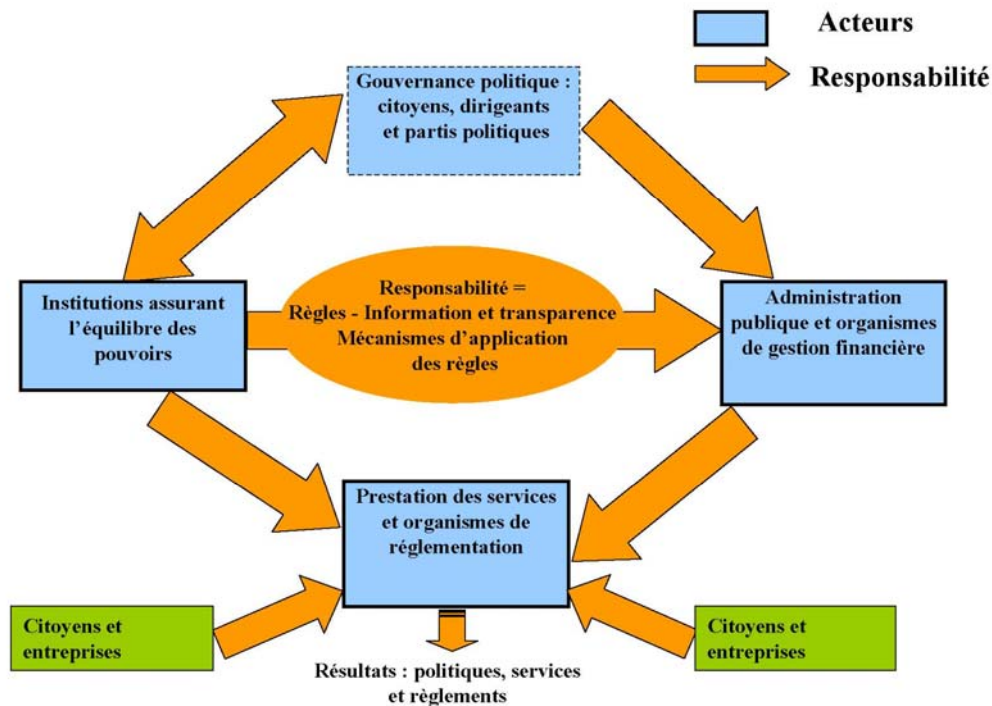 Acteurs
Responsabilité
Gouvernance politique :
citoyens, dirigeants
et partis politiques
Institutions assurant
l'équilibre des
pouvoirs
Responsabilité =
Règles - Information et transparence
Mécanismes d'application
des règles
Administration
publique et organismes
de gestion financière
Prestation des services
et organismes de
réglementation
Citoyens et
entreprises
Citoyens et
entreprises
Résultats : politiques, services
et règlements